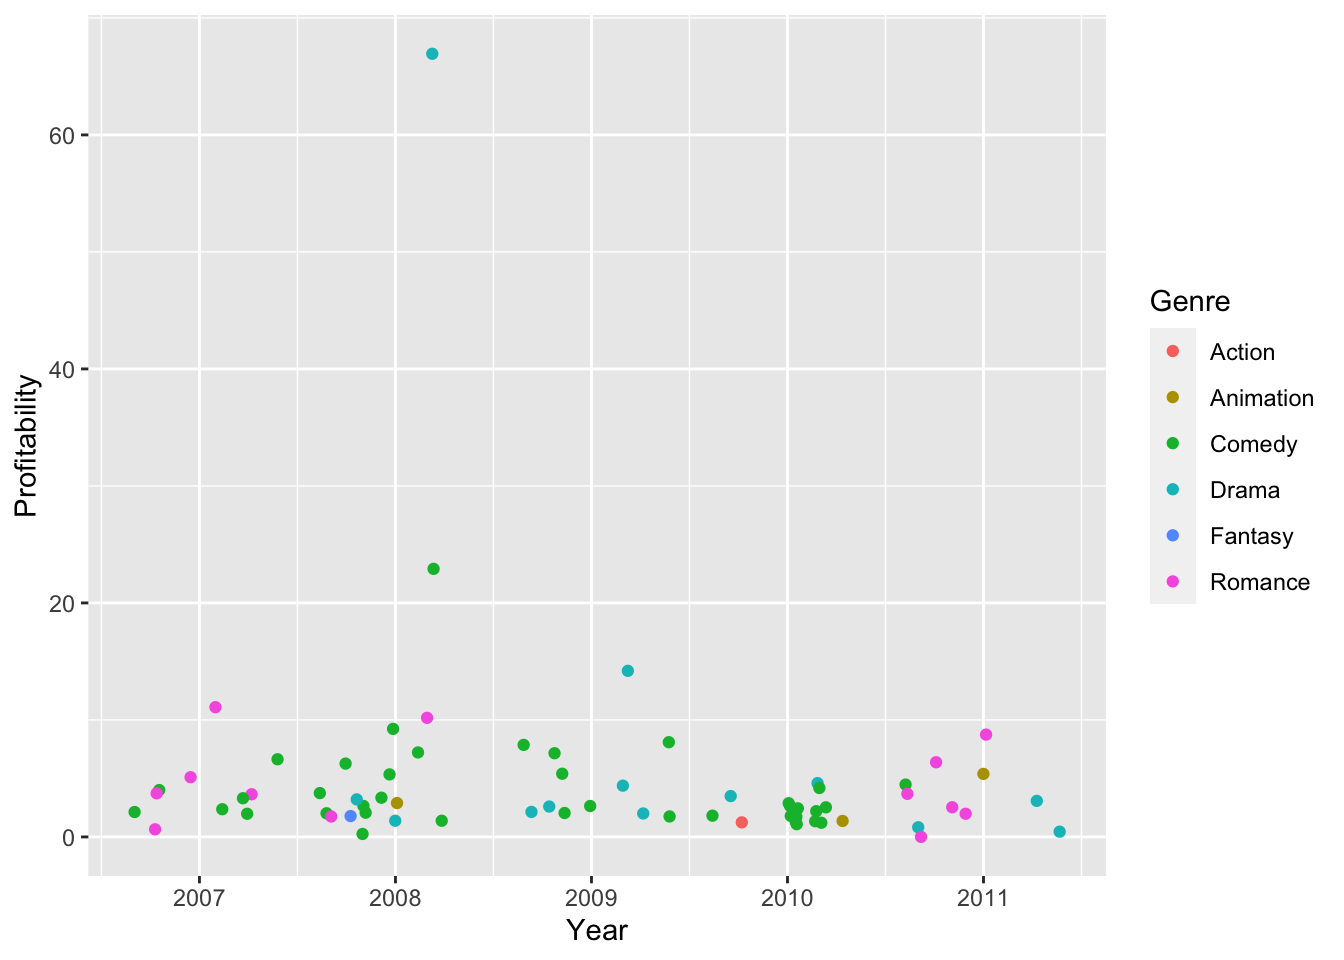 60
40
20
0
Profitability
2007 2008 2009 2010 2011
Year
Genre
Action
Animation
Comedy
Drama
Fantasy
Romance